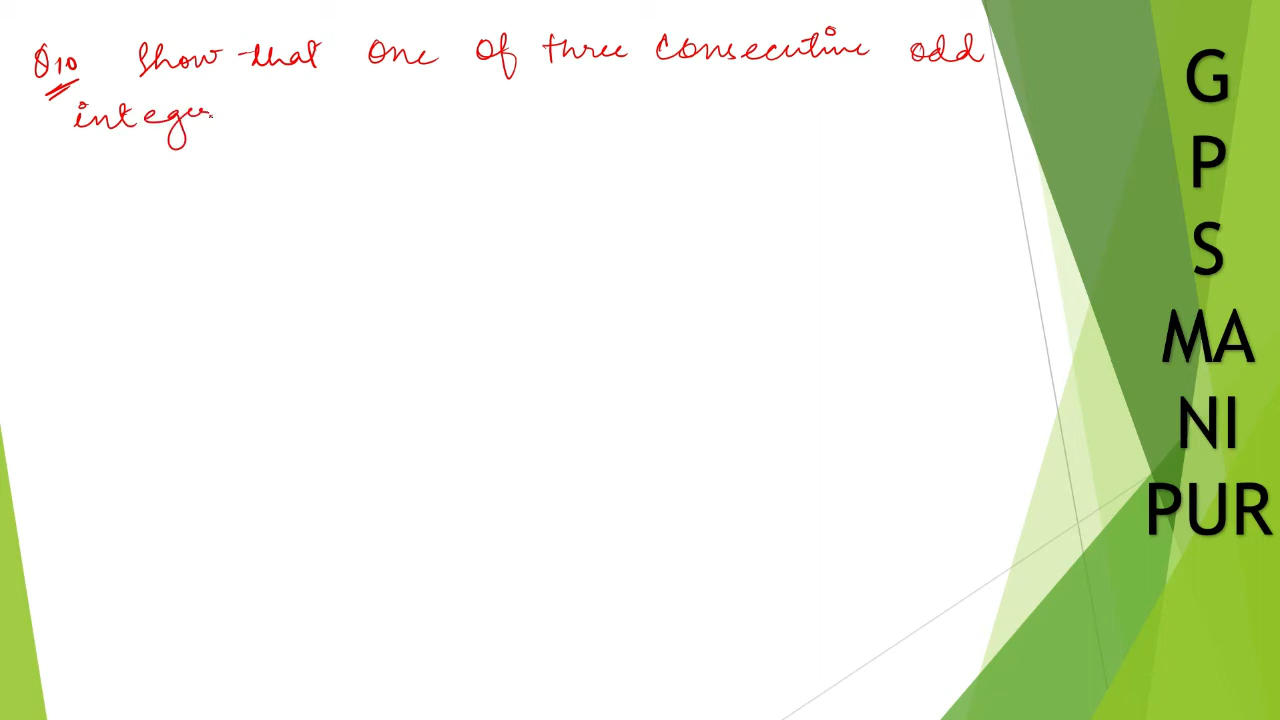 Q10 Show that one of three consecutive odd
integer
G
P
S
MA
NI
PUR